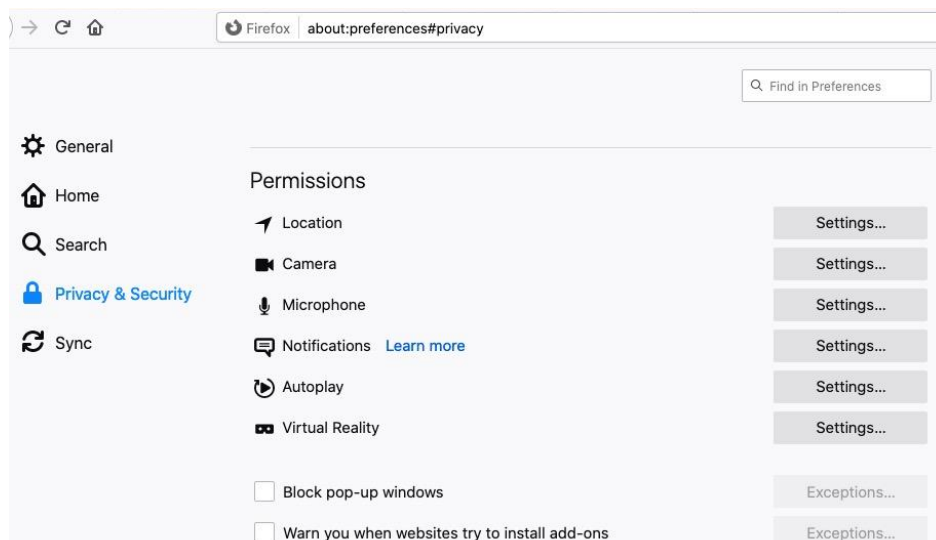 Firefox about:preferences#privacy
Find in Preferences
General
Home
Search
Privacy & Security
Sync
Permissions
Location Settings...
Camera Settings...
Microphone Settings...
Notifications Learn more Settings...
Autoplay Settings...
Virtual Reality Settings...
Block pop-up windows Exceptions...
Warn you when websites try to install add-ons Exceptions...